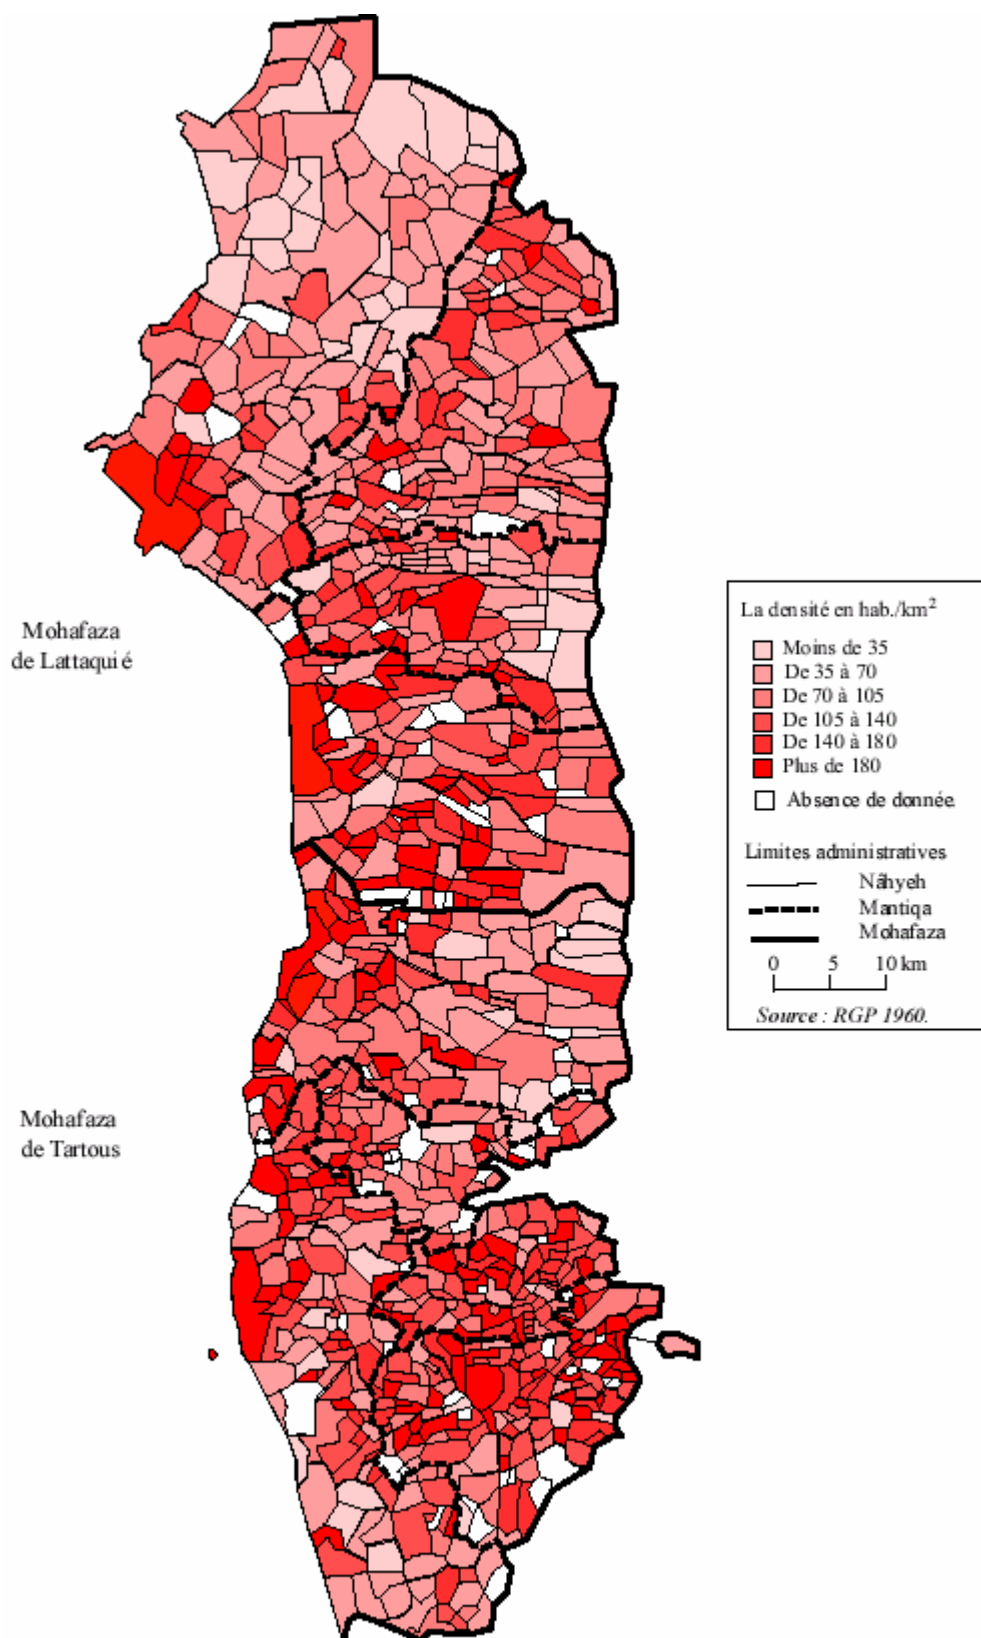 Mohafaza
de Lattaquié
Mohafaza
de Tartous
La densité en hab./km²
Moins de 35
De 35 à 70
De 70 à 105
De 105 à 140
De 140 à 180
Plus de 180
Absence de donnée
Limites administratives
Nâhyeh
Mantiqa
Mohafaza
0 5 10 km
Source : RGP 1960.